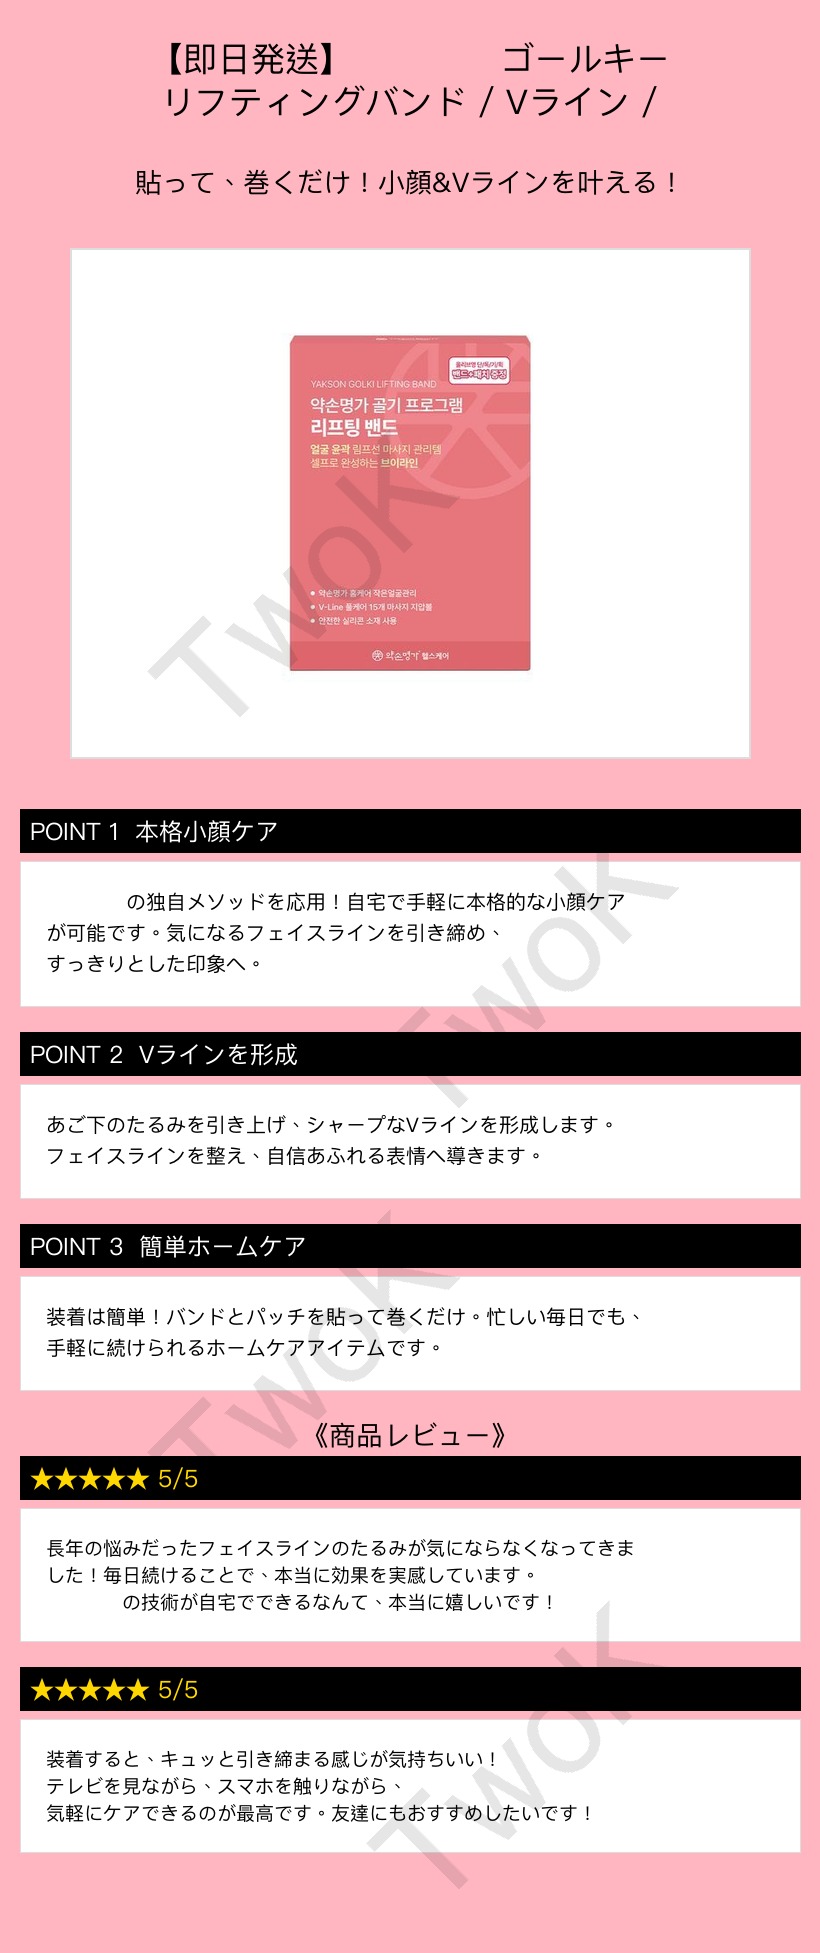 【即日発送】 ゴールキー
リフティングバンド / Vライン /
貼って、巻くだけ！小顔&Vラインを叶える！
YAKSON GOLKI LIFTING BAND
올리브영 단/독/기/획
밴드+패치 증정
약손명가 골기 프로그램
리프팅 밴드
얼굴 윤곽 림프선 마사지 관리템
셀프로 완성하는 브이라인
● 약손명가 홈케어 작은얼굴관리
● V-Line 풀케어 15개 마사지 지압볼
● 안전한 실리콘 소재 사용
약손명가 헬스케어
TwoK
POINT 1 本格小顔ケア
の独自メソッドを応用！自宅で手軽に本格的な小顔ケア
が可能です。気になるフェイスラインを引き締め、
すっきりとした印象へ。
TwoK
POINT 2 Vラインを形成
あご下のたるみを引き上げ、シャープなVラインを形成します。
フェイスラインを整え、自信あふれる表情へ導きます。
POINT 3 簡単ホームケア
装着は簡単！バンドとパッチを貼って巻くだけ。忙しい毎日でも、
手軽に続けられるホームケアアイテムです。
TwoK
《商品レビュー》
★★★★★ 5/5
長年の悩みだったフェイスラインのたるみが気にならなくなってきま
した！毎日続けることで、本当に効果を実感しています。
の技術が自宅でできるなんて、本当に嬉しいです！
★★★★★ 5/5
装着すると、キュッと引き締まる感じが気持ちいい！
テレビを見ながら、スマホを触りながら、
気軽にケアできるのが最高です。友達にもおすすめしたいです！
TwoK